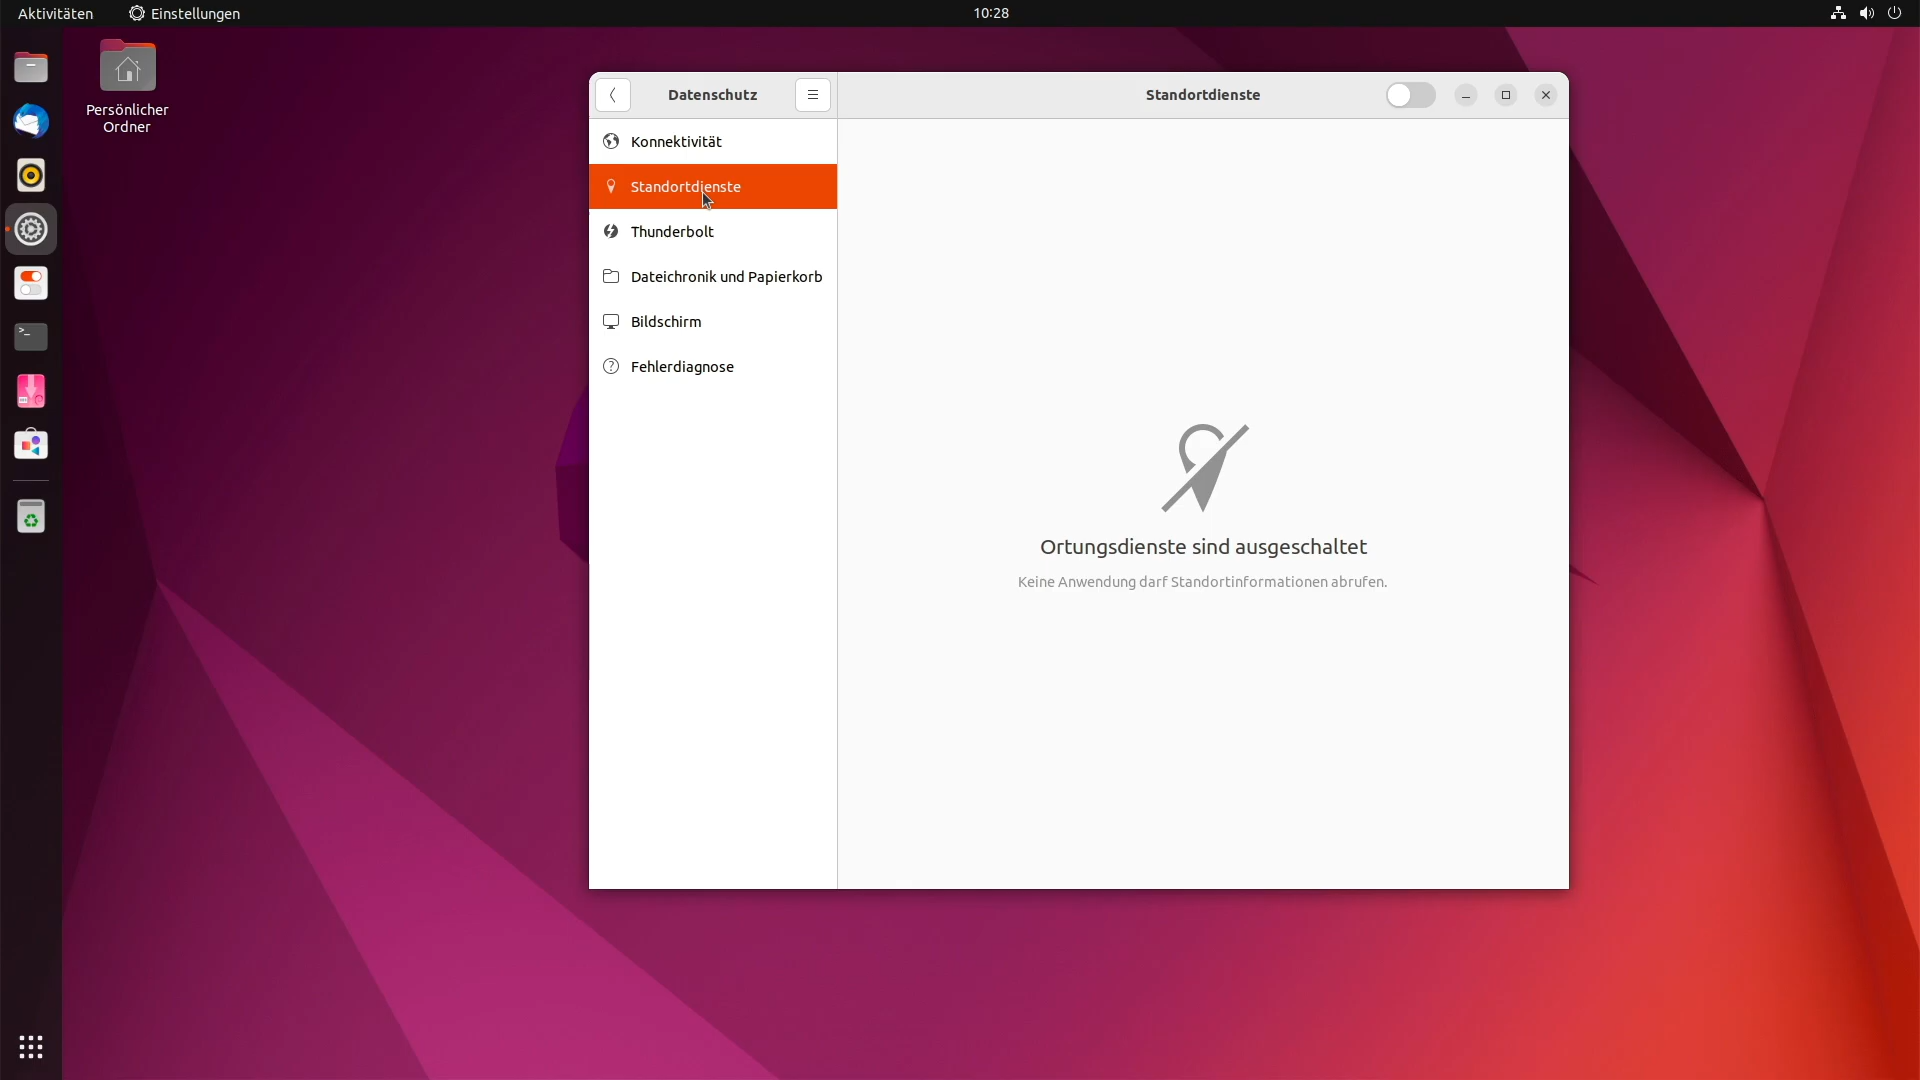 Aktivitäten
Einstellungen
10:28
Persönlicher
Ordner
Datenschutz
Standortdienste
Konnektivität
Standortdienste
Thunderbolt
Dateichronik und Papierkorb
Bildschirm
Fehlerdiagnose
Ortungsdienste sind ausgeschaltet
Keine Anwendung darf Standortinformationen abrufen.